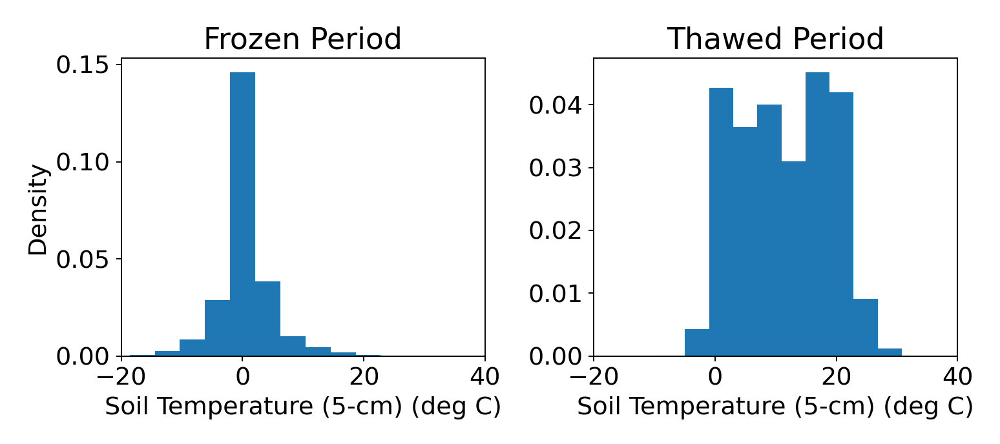 Frozen Period
0.15
0.10
0.05
0.00
Density
−20 0 20 40
Soil Temperature (5-cm) (deg C)
Thawed Period
0.04
0.03
0.02
0.01
0.00
−20 0 20 40
Soil Temperature (5-cm) (deg C)